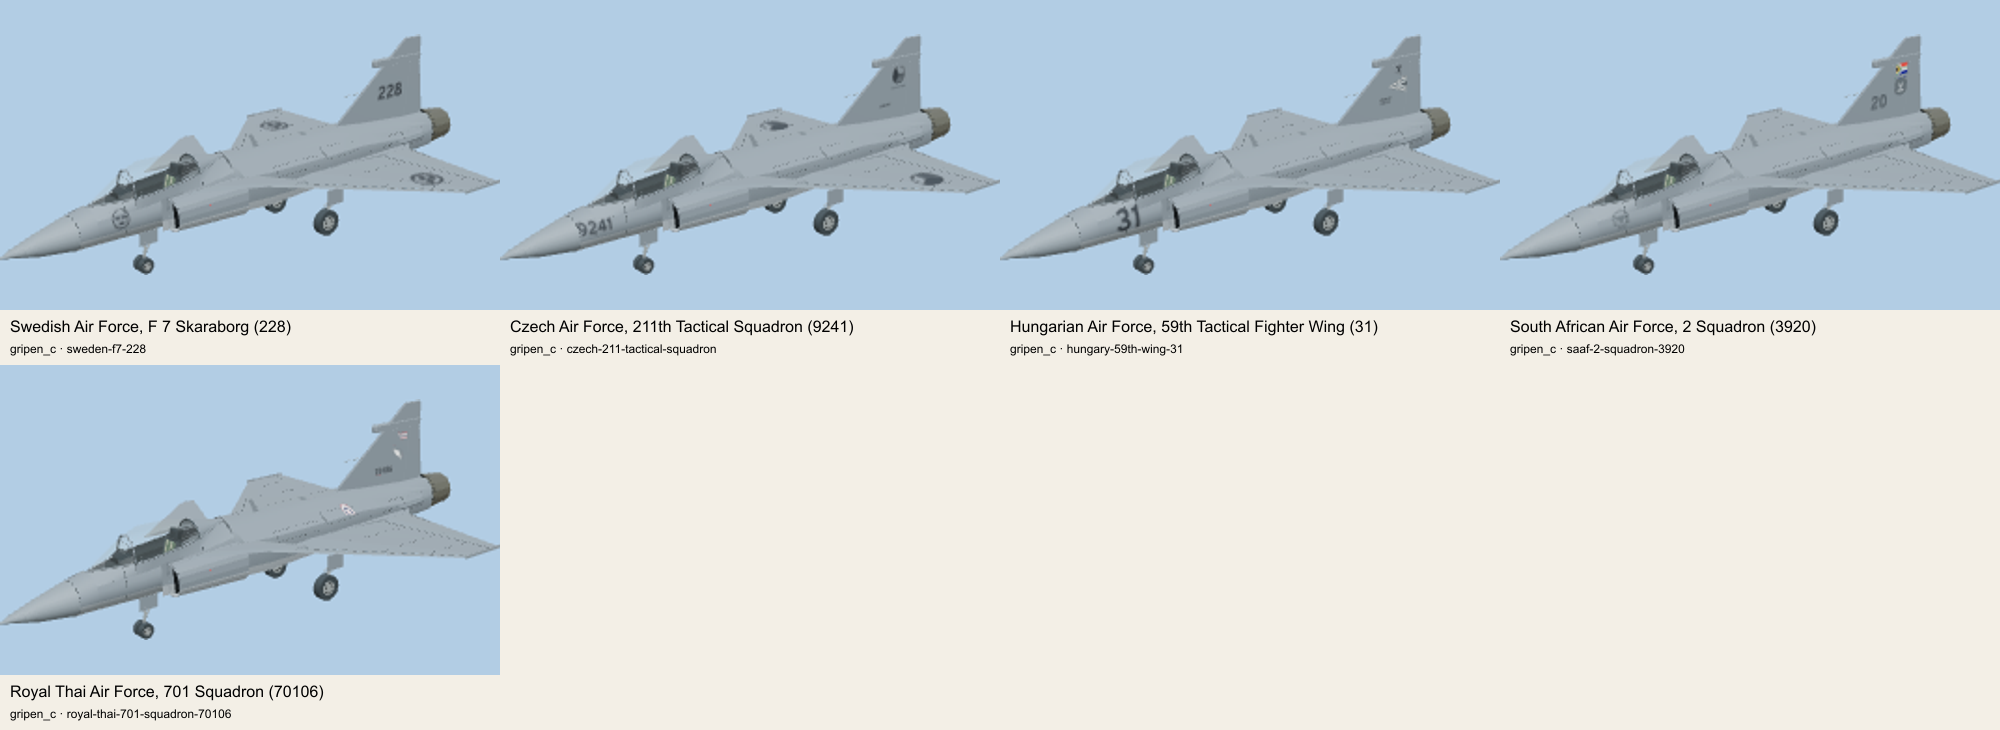 228
9241
31
20
Swedish Air Force, F 7 Skaraborg (228)
gripen_c · sweden-f7-228
Czech Air Force, 211th Tactical Squadron (9241)
gripen_c · czech-211-tactical-squadron
Hungarian Air Force, 59th Tactical Fighter Wing (31)
gripen_c · hungary-59th-wing-31
South African Air Force, 2 Squadron (3920)
gripen_c · saaf-2-squadron-3920
Royal Thai Air Force, 701 Squadron (70106)
gripen_c · royal-thai-701-squadron-70106